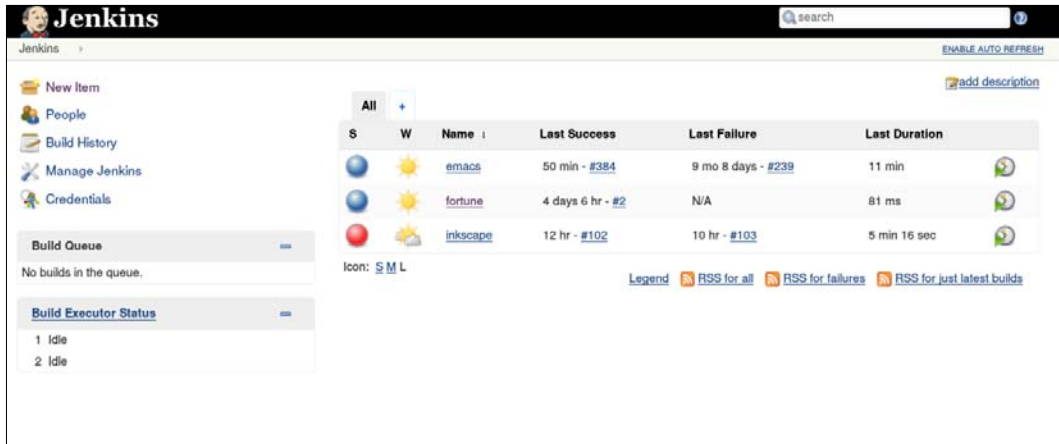 Jenkins
search
Jenkins
ENABLE AUTO REFRESH
New Item
People
Build History
Manage Jenkins
Credentials
Build Queue
No builds in the queue.
Build Executor Status
1 Idle
2 Idle
add description
All +
S W Name ↓ Last Success Last Failure Last Duration
emacs 50 min - #384 9 mo 8 days - #239 11 min
fortune 4 days 6 hr - #2 N/A 81 ms
inkscape 12 hr - #102 10 hr - #103 5 min 16 sec
Icon: S M L
Legend RSS for all RSS for failures RSS for just latest builds